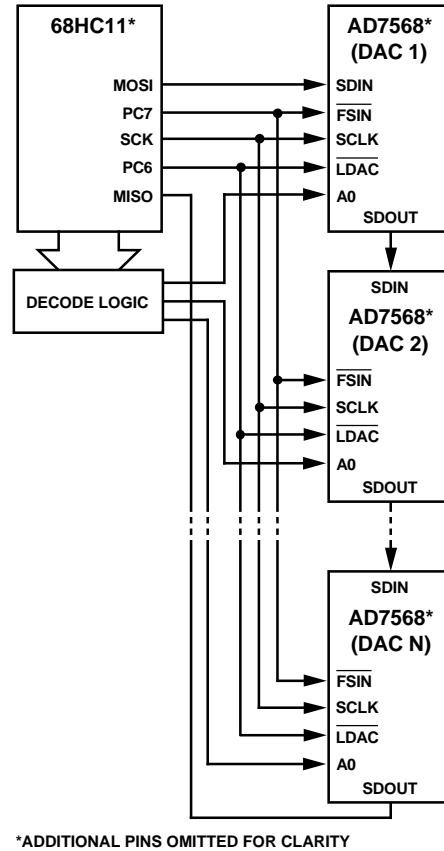 68HC11*
MOSI
PC7
SCK
PC6
MISO
DECODE LOGIC
AD7568*
(DAC 1)
SDIN
FSIN
SCLK
LDAC
A0
SDOUT
SDIN
AD7568*
(DAC 2)
FSIN
SCLK
LDAC
A0
SDOUT
SDIN
AD7568*
(DAC N)
FSIN
SCLK
LDAC
A0
SDOUT
*ADDITIONAL PINS OMITTED FOR CLARITY